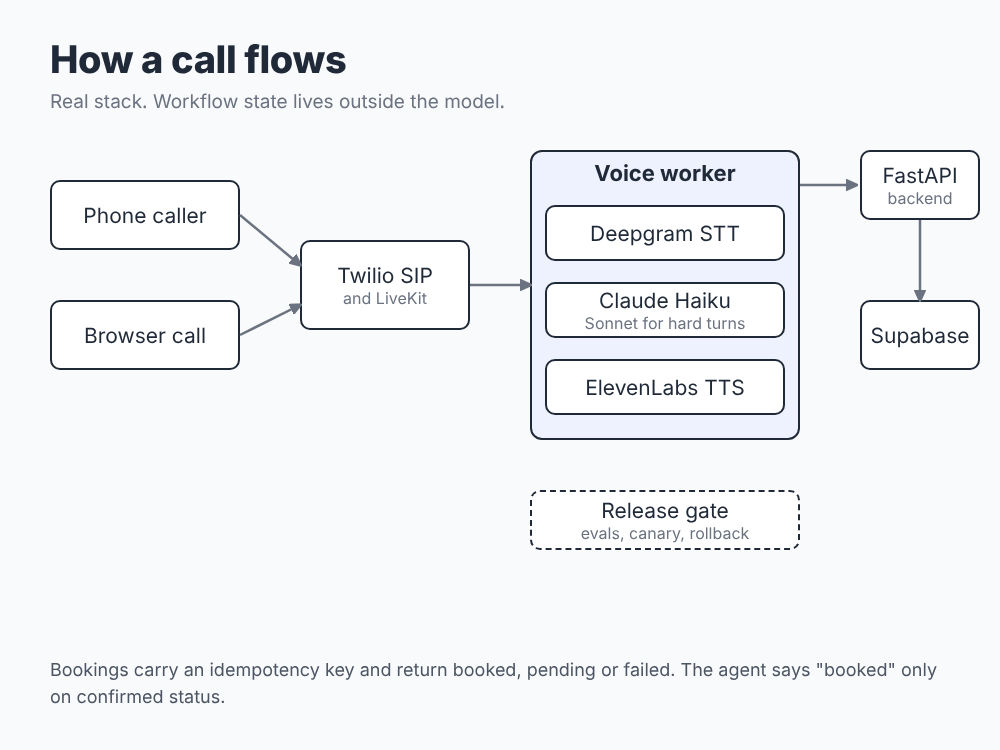 How a call flows
Real stack. Workflow state lives outside the model.
Phone caller
Browser call
Twilio SIP
and LiveKit
Voice worker
Deepgram STT
Claude Haiku
Sonnet for hard turns
ElevenLabs TTS
FastAPI
backend
Supabase
Release gate
evals, canary, rollback
Bookings carry an idempotency key and return booked, pending or failed. The agent says "booked" only
on confirmed status.